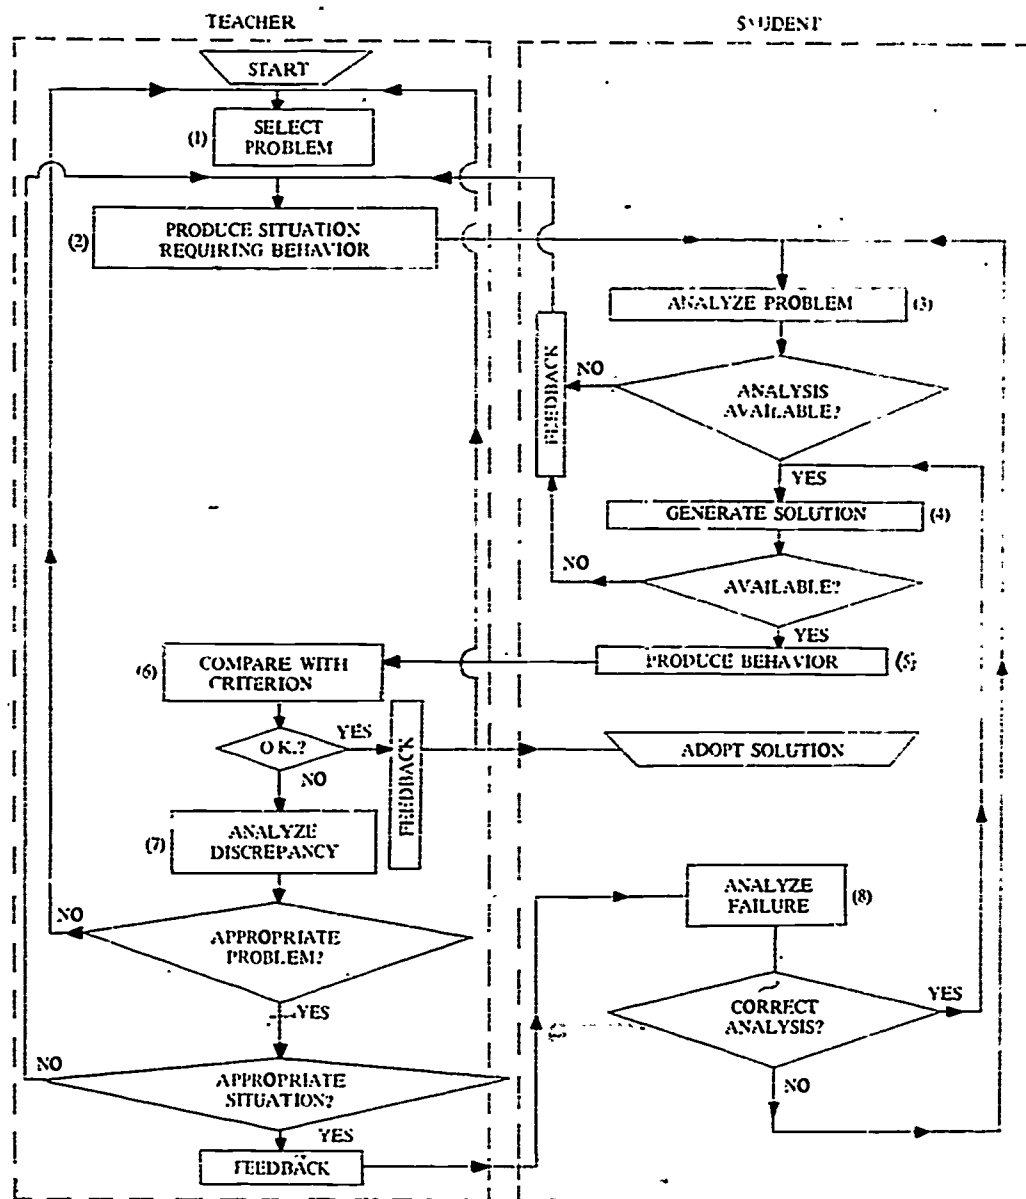 TEACHER
STUDENT
START
(1)
SELECT
PROBLEM
(2)
PRODUCE SITUATION
REQUIRING BEHAVIOR
ANALYZE PROBLEM
(3)
FEEDBACK
NO
ANALYSIS
AVAILABLE?
YES
GENERATE SOLUTION
(4)
NO
AVAILABLE?
YES
(6)
COMPARE WITH
CRITERION
PRODUCE BEHAVIOR
(5)
O K.?
YES
FEEDBACK
ADOPT SOLUTION
NO
(7)
ANALYZE
DISCREPANCY
ANALYZE
FAILURE
(8)
NO
APPROPRIATE
PROBLEM?
YES
CORRECT
ANALYSIS?
YES
NO
NO
APPROPRIATE
SITUATION?
YES
FEEDBACK